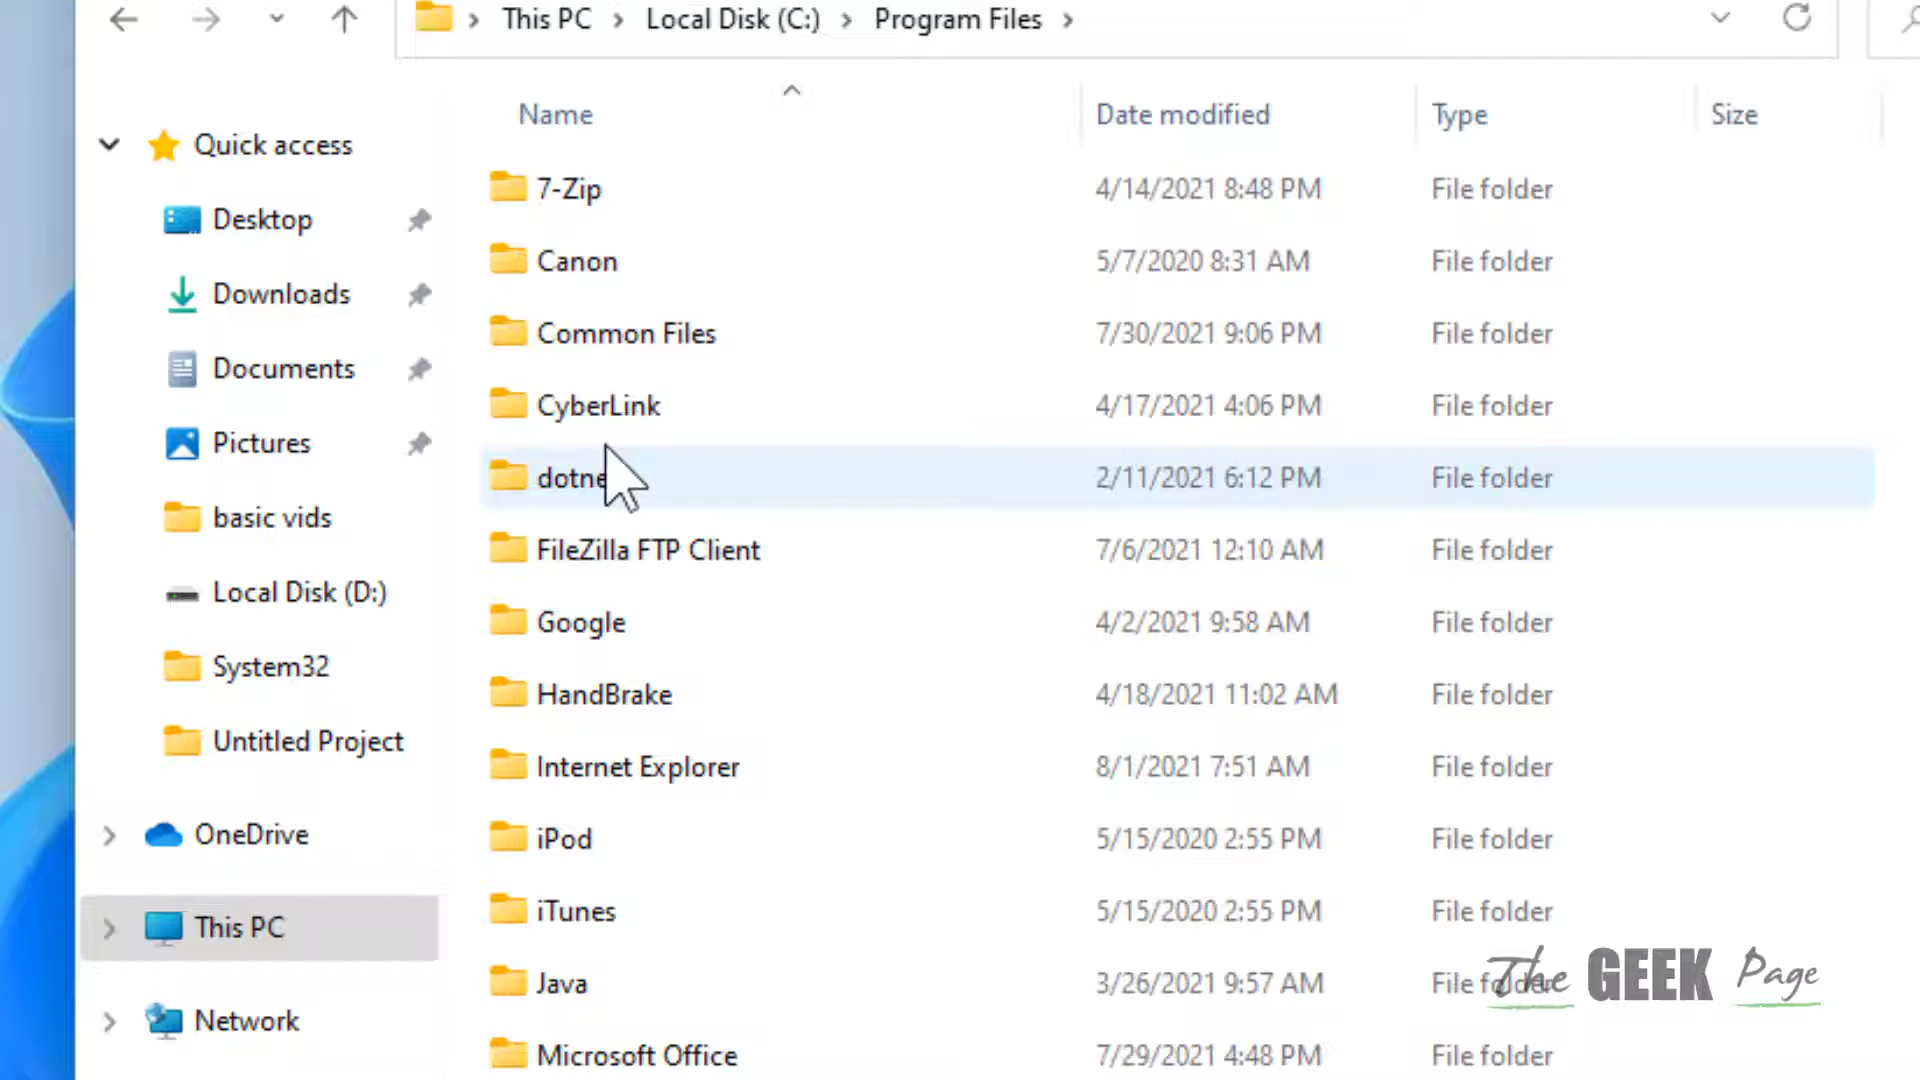 This PC > Local Disk (C:) > Program Files >
Name Date modified Type Size
Quick access
Desktop
Downloads
Documents
Pictures
basic vids
Local Disk (D:)
System32
Untitled Project
OneDrive
This PC
Network
7-Zip 4/14/2021 8:48 PM File folder
Canon 5/7/2020 8:31 AM File folder
Common Files 7/30/2021 9:06 PM File folder
CyberLink 4/17/2021 4:06 PM File folder
dotne 2/11/2021 6:12 PM File folder
FileZilla FTP Client 7/6/2021 12:10 AM File folder
Google 4/2/2021 9:58 AM File folder
HandBrake 4/18/2021 11:02 AM File folder
Internet Explorer 8/1/2021 7:51 AM File folder
iPod 5/15/2020 2:55 PM File folder
iTunes 5/15/2020 2:55 PM File folder
Java 3/26/2021 9:57 AM File folder
Microsoft Office 7/29/2021 4:48 PM File folder
The GEEK Page